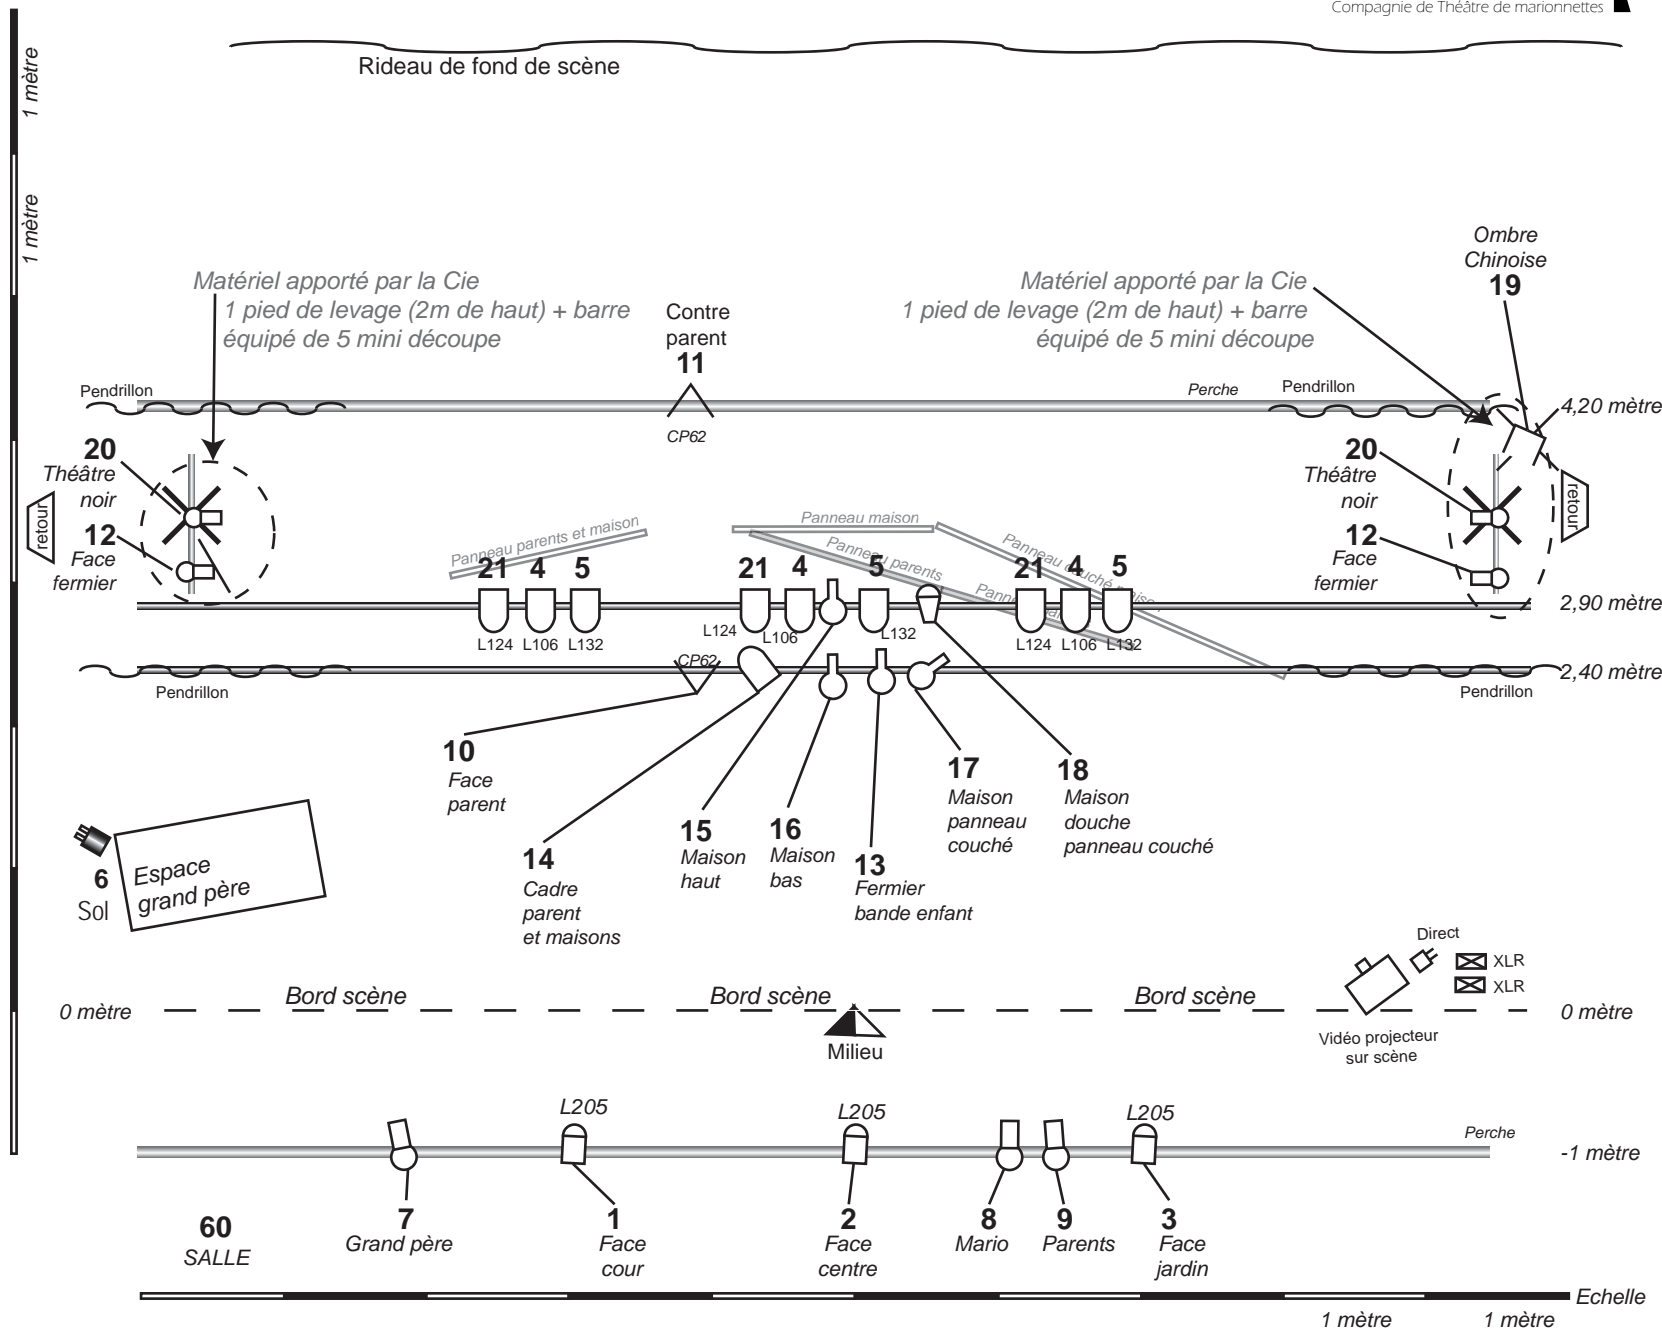 Compagnie de Théâtre de marionnettes
1 mètre
Rideau de fond de scène
1 mètre
Ombre
Chinoise
19
Matériel apporté par la Cie
1 pied de levage (2m de haut) + barre
équipé de 5 mini découpe
Contre
parent
11
Matériel apporté par la Cie
1 pied de levage (2m de haut) + barre
équipé de 5 mini découpe
Pendrillon
Perche
Pendrillon
4,20 mètre
CP62
20
Théâtre
noir
20
Théâtre
noir
retour
retour
12
Face
fermier
12
Face
fermier
Panneau parents et maison
Panneau maison
Panneau parents
Panneau couché maison
21 4 5
21 4 5
21 4 5
2,90 mètre
L124 L106 L132
L124 L106 L132
L124 L106 L132
CP62
2,40 mètre
Pendrillon
Pendrillon
10
Face
parent
17
Maison
panneau
couché
18
Maison
douche
panneau couché
15
Maison
haut
16
Maison
bas
14
Cadre
parent
et maisons
13
Fermier
bande enfant
6
Sol
Espace
grand père
Direct
XLR
XLR
0 mètre
Bord scène
Bord scène
Bord scène
0 mètre
Milieu
Vidéo projecteur
sur scène
L205
L205
L205
Perche
-1 mètre
60
SALLE
7
Grand père
1
Face
cour
2
Face
centre
8
Mario
9
Parents
3
Face
jardin
Echelle
1 mètre
1 mètre